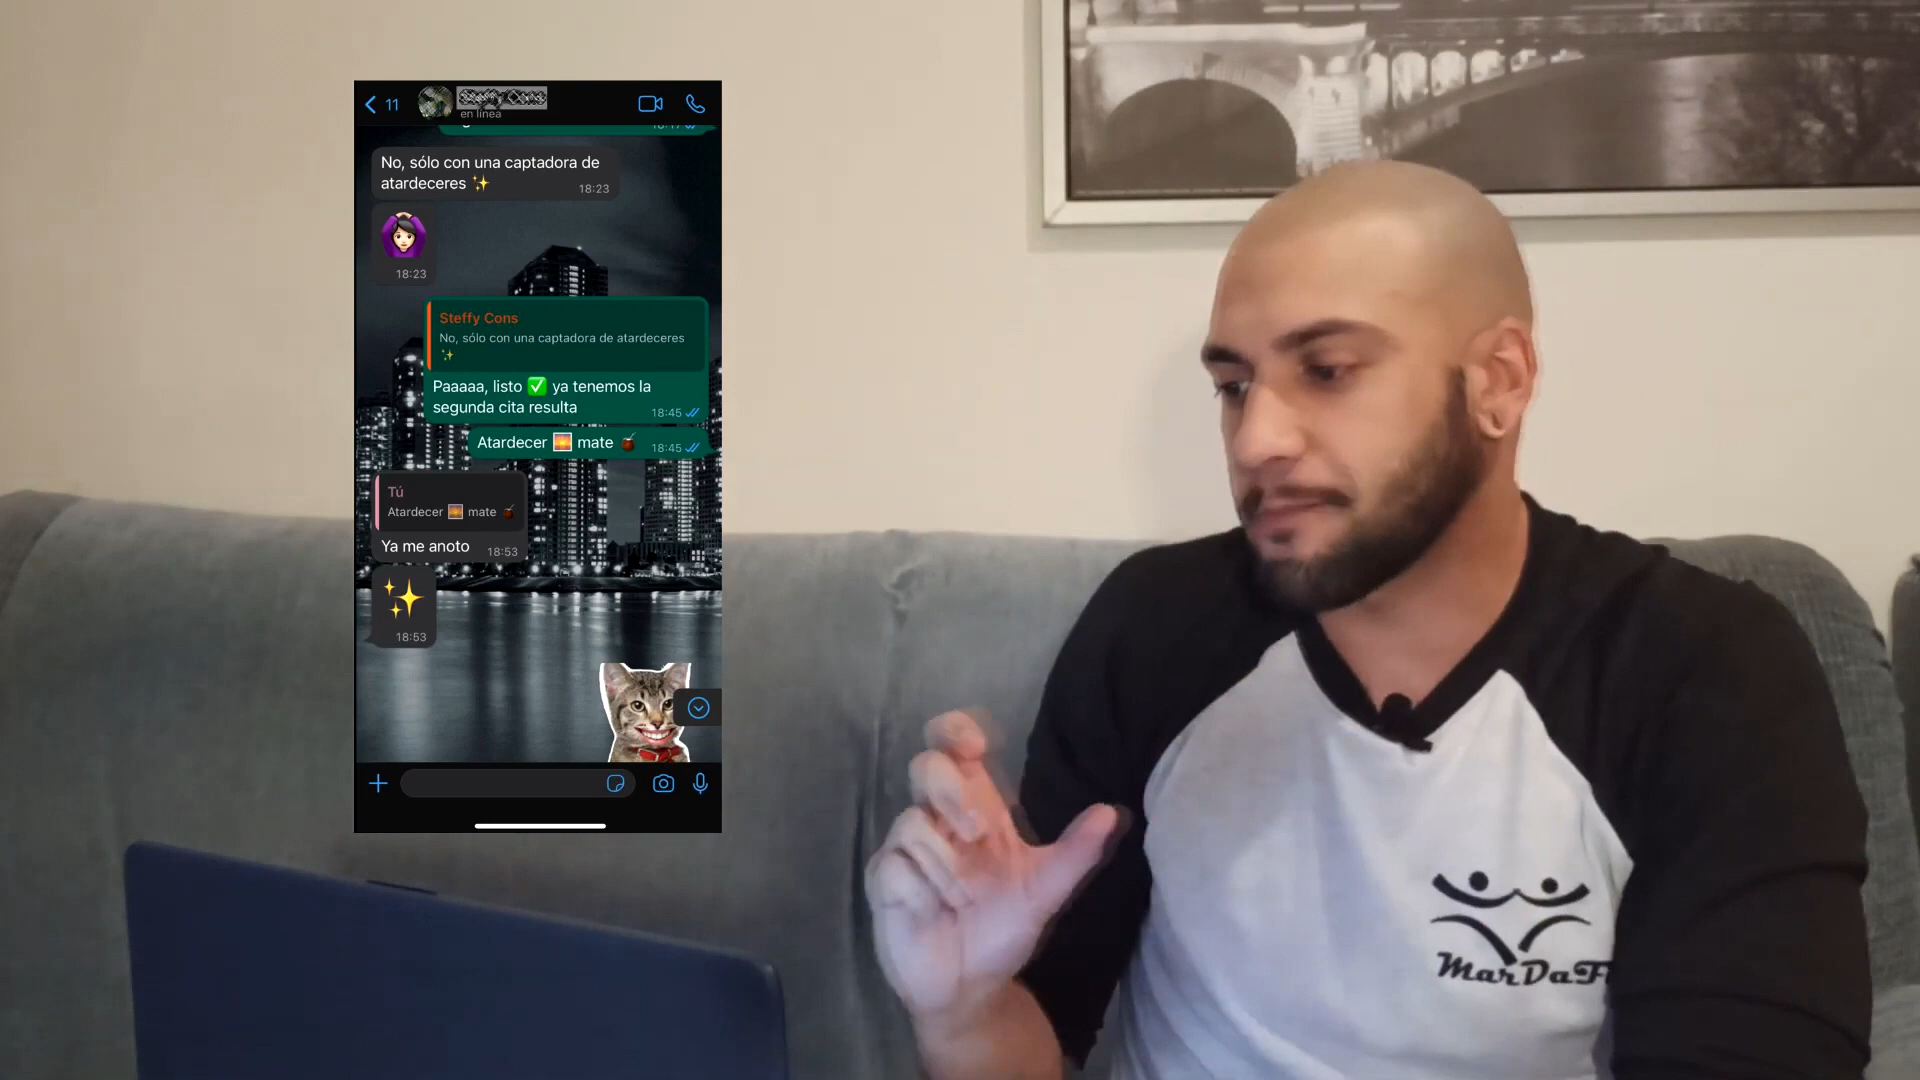 11
en línea
No, sólo con una captadora de
atardeceres ✨
18:23
18:23
Steffy Cons
No, sólo con una captadora de atardeceres
✨
Paaaaa, listo ✅ ya tenemos la
segunda cita resulta
18:45
Atardecer 🌅 mate 🧉
18:45
Tú
Atardecer 🌅 mate 🧉
Ya me anoto
18:53
18:53